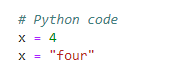 # Python code
x = 4
x = "four"